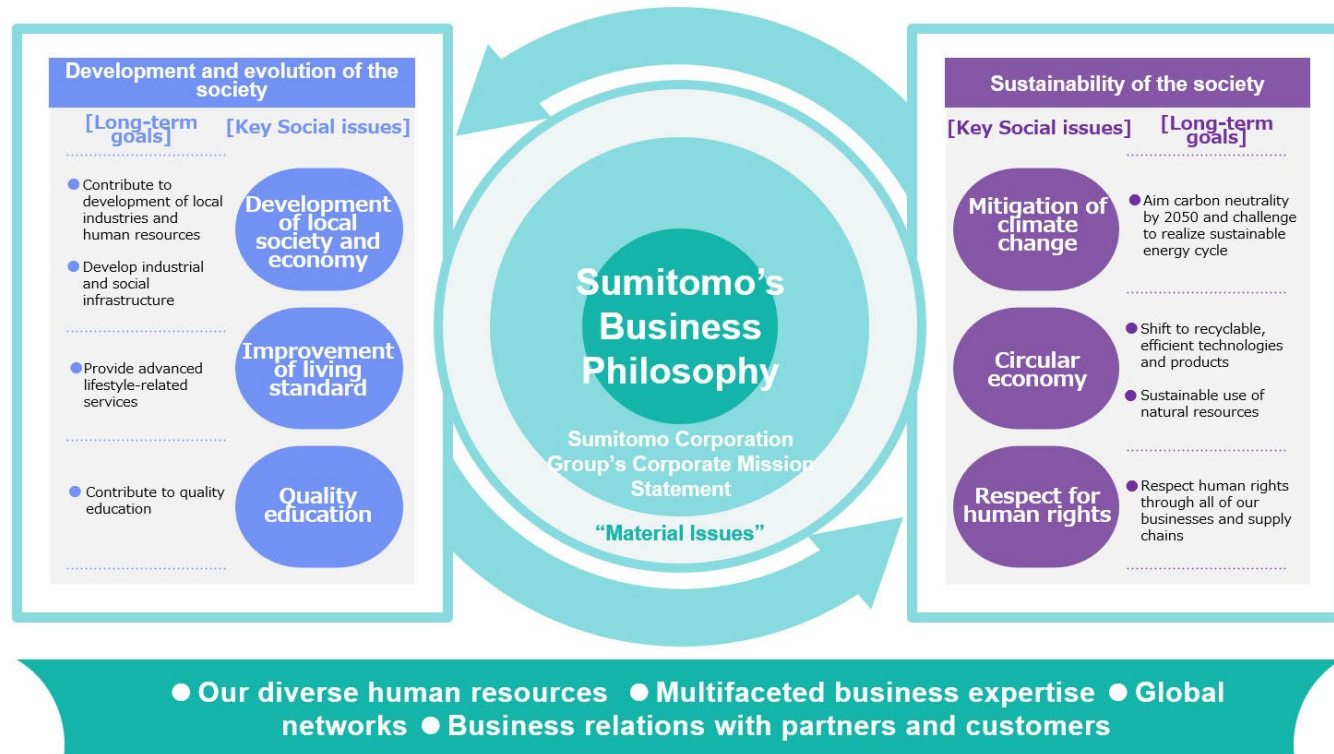 Development and evolution of the
society
[Long-term
goals]
[Key Social issues]
● Contribute to
development of local
industries and
human resources
● Develop industrial
and social
infrastructure
Development
of local
society and
economy
● Provide advanced
lifestyle-related
services
Improvement
of living
standard
● Contribute to quality
education
Quality
education
Sumitomo’s
Business
Philosophy
Sumitomo Corporation
Group’s Corporate Mission
Statement
“Material Issues”
Sustainability of the society
[Key Social issues]
[Long-term
goals]
Mitigation of
climate
change
● Aim carbon neutrality
by 2050 and challenge
to realize sustainable
energy cycle
Circular
economy
● Shift to recyclable,
efficient technologies
and products
● Sustainable use of
natural resources
Respect for
human rights
● Respect human rights
through all of our
businesses and supply
chains
● Our diverse human resources ● Multifaceted business expertise ● Global
networks ● Business relations with partners and customers